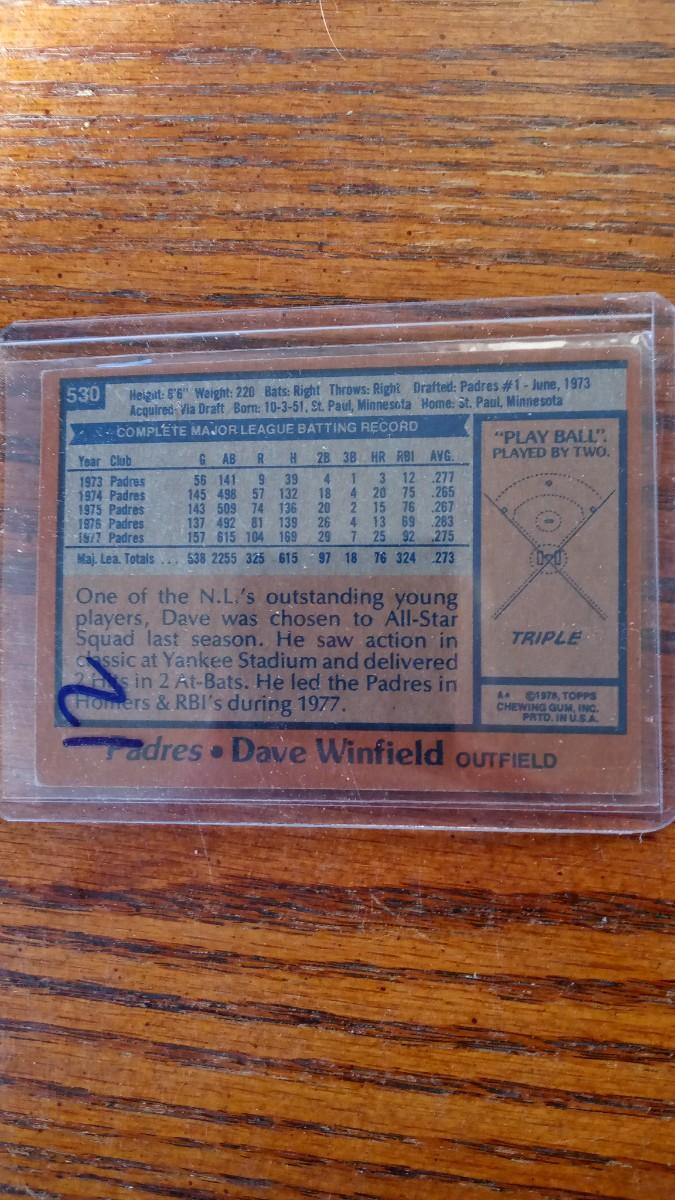 530
Height: 6'6" Weight: 220 Bats: Right Throws: Right Drafted: Padres #1 - June, 1973
Acquired: Via Draft Born: 10-3-51, St. Paul, Minnesota Home: St. Paul, Minnesota
COMPLETE MAJOR LEAGUE BATTING RECORD
Year Club G AB R H 2B 3B HR RBI AVG.
1973 Padres 56 141 9 39 4 1 3 12 .277
1974 Padres 145 498 57 132 18 4 20 75 .265
1975 Padres 143 509 74 136 20 2 15 76 .267
1976 Padres 137 492 81 139 26 4 13 69 .283
1977 Padres 157 615 104 169 29 7 25 92 .275
Maj. Lea. Totals ... 638 2255 325 615 97 18 76 324 .273
One of the N.L.'s outstanding young
players, Dave was chosen to All-Star
Squad last season. He saw action in
classic at Yankee Stadium and delivered
2 Hits in 2 At-Bats. He led the Padres in
Homers & RBI's during 1977.
"PLAY BALL".
PLAYED BY TWO.
TRIPLE
A* ©1978, TOPPS
CHEWING GUM, INC.
PRTD. IN U.S.A.
12
Padres • Dave Winfield OUTFIELD